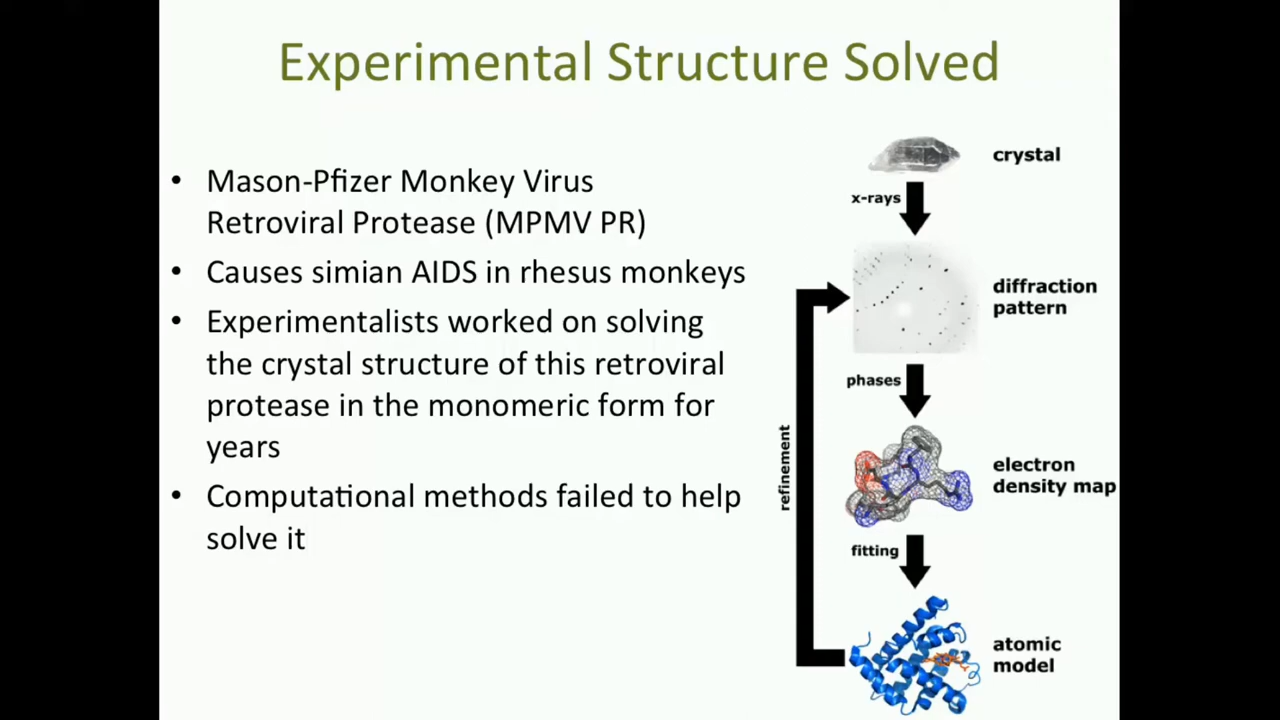 Experimental Structure Solved
• Mason-Pfizer Monkey Virus
Retroviral Protease (MPMV PR)
• Causes simian AIDS in rhesus monkeys
• Experimentalists worked on solving
the crystal structure of this retroviral
protease in the monomeric form for
years
• Computational methods failed to help
solve it
crystal
x-rays
diffraction
pattern
phases
electron
density map
refinement
fitting
atomic
model